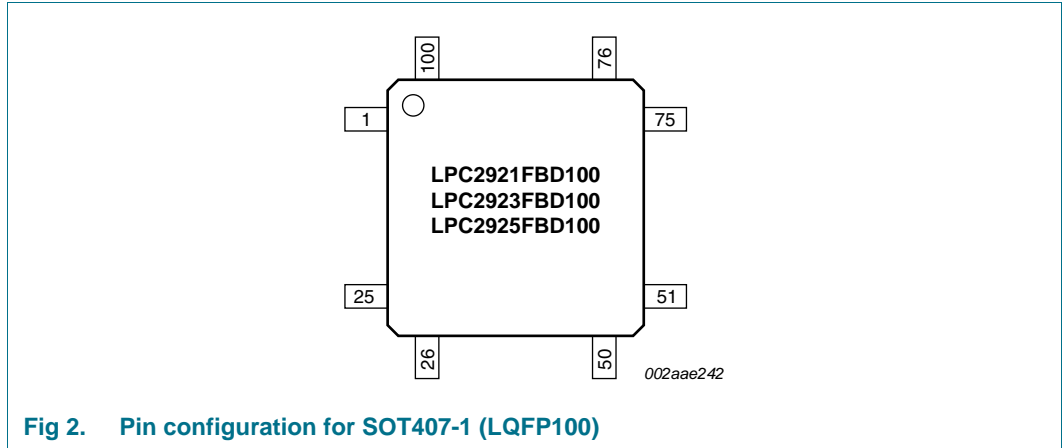 100
76
1
75
LPC2921FBD100
LPC2923FBD100
LPC2925FBD100
25
51
26
50
002aae242
Fig 2. Pin configuration for SOT407-1 (LQFP100)